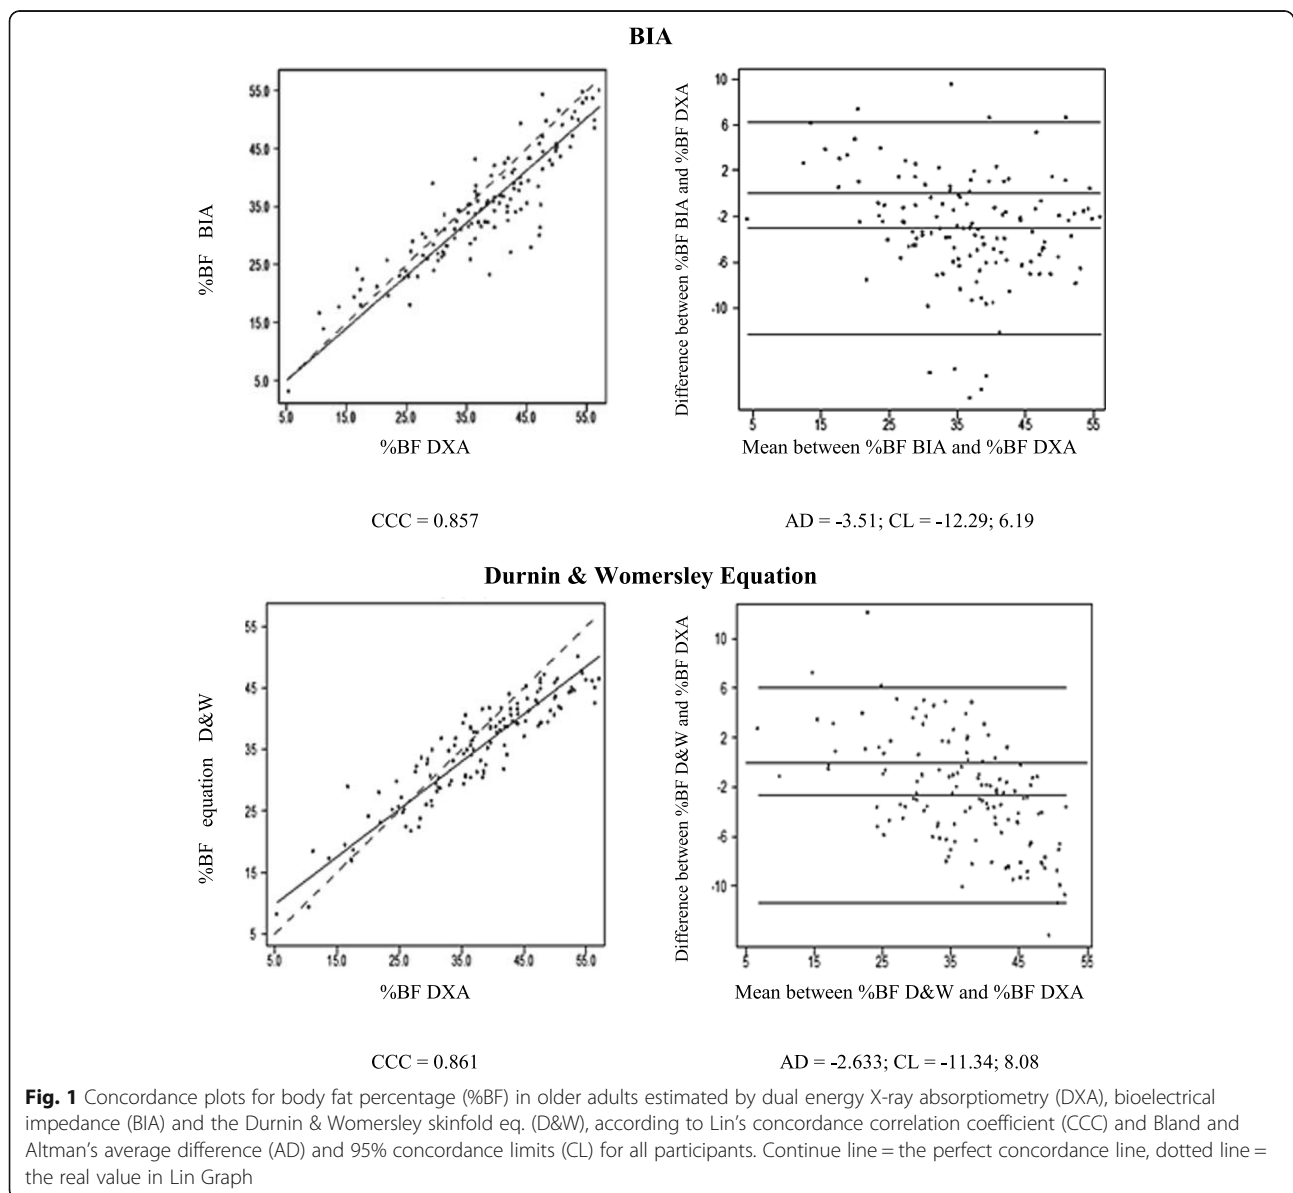 BIA
%BF BIA
55.0
45.0
35.0
25.0
15.0
5.0
5.0 15.0 25.0 35.0 45.0 55.0
%BF DXA
CCC = 0.857
Difference between %BF BIA and %BF DXA
10
6
2
-2
-6
-10
5 15 25 35 45 55
Mean between %BF BIA and %BF DXA
AD = -3.51; CL = -12.29; 6.19
Durnin & Womersley Equation
%BF equation D&W
55
45
35
25
15
5
5.0 15.0 25.0 35.0 45.0 55.0
%BF DXA
CCC = 0.861
Difference between %BF D&W and %BF DXA
10
6
2
-2
-6
-10
5 15 25 35 45 55
Mean between %BF D&W and %BF DXA
AD = -2.633; CL = -11.34; 8.08
Fig. 1 Concordance plots for body fat percentage (%BF) in older adults estimated by dual energy X-ray absorptiometry (DXA), bioelectrical
impedance (BIA) and the Durnin & Womersley skinfold eq. (D&W), according to Lin's concordance correlation coefficient (CCC) and Bland and
Altman's average difference (AD) and 95% concordance limits (CL) for all participants. Continue line = the perfect concordance line, dotted line =
the real value in Lin Graph